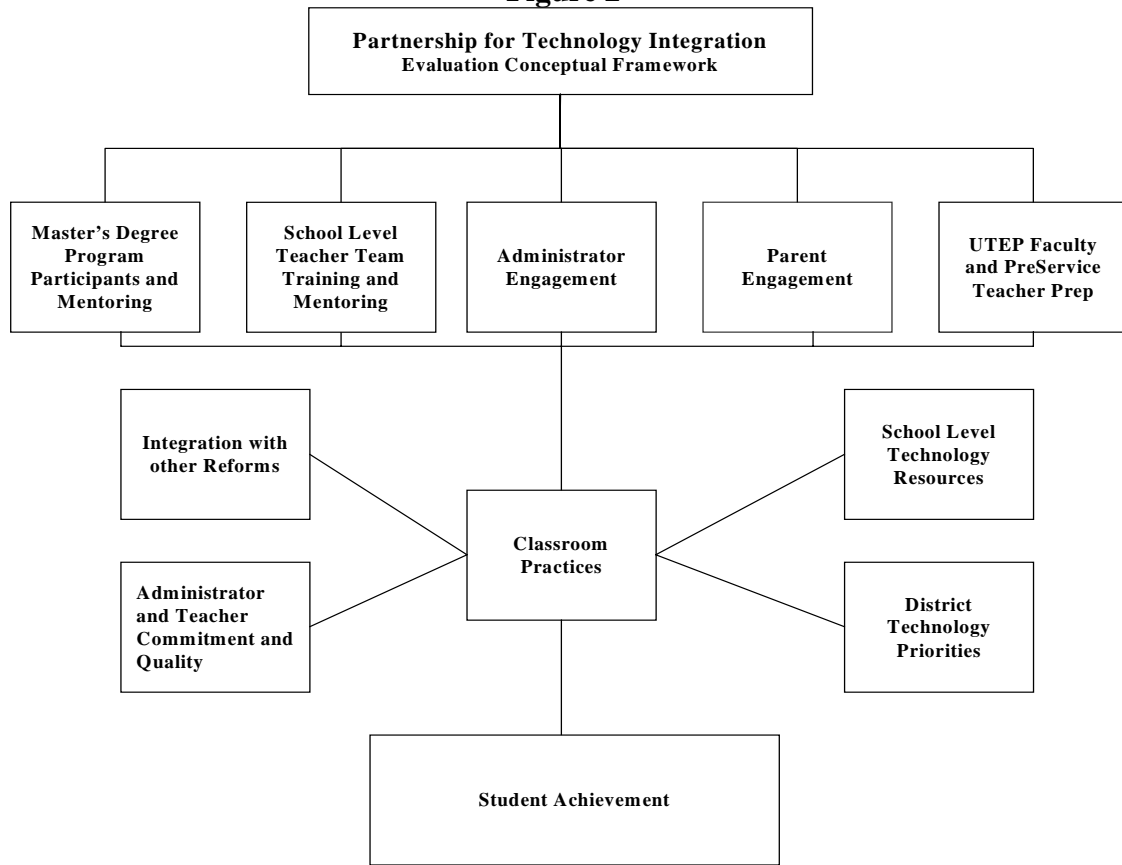 Figure 2
Partnership for Technology Integration
Evaluation Conceptual Framework
Master’s Degree
Program
Participants and
Mentoring
School Level
Teacher Team
Training and
Mentoring
Administrator
Engagement
Parent
Engagement
UTEP Faculty
and PreService
Teacher Prep
Integration with
other Reforms
School Level
Technology
Resources
Classroom
Practices
Administrator
and Teacher
Commitment and
Quality
District
Technology
Priorities
Student Achievement